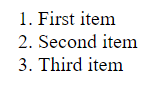 1. First item
2. Second item
3. Third item